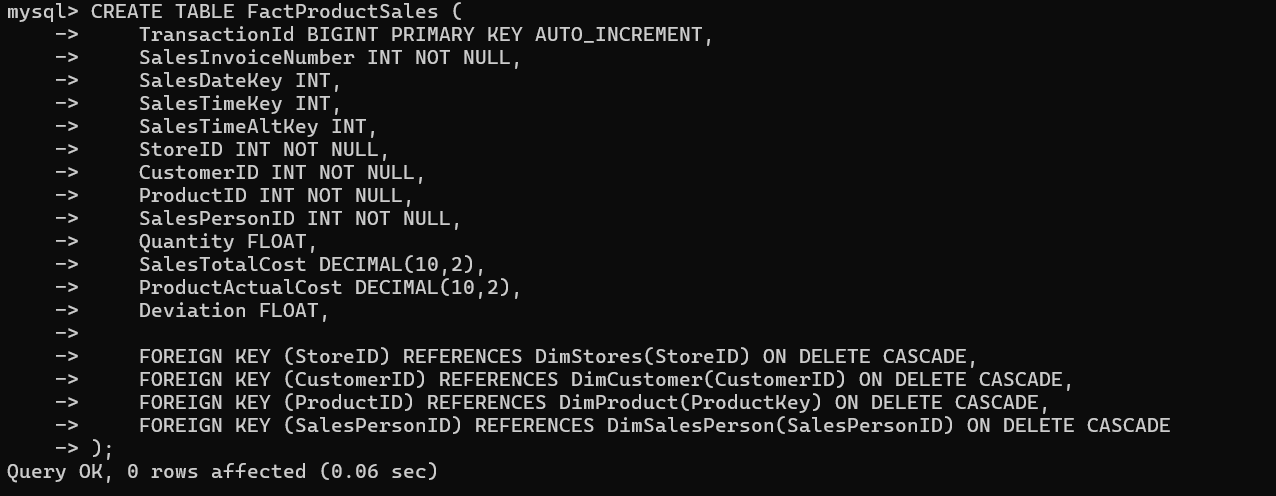 mysql> CREATE TABLE FactProductSales (
    ->     TransactionId BIGINT PRIMARY KEY AUTO_INCREMENT,
    ->     SalesInvoiceNumber INT NOT NULL,
    ->     SalesDateKey INT,
    ->     SalesTimeKey INT,
    ->     SalesTimeAltKey INT,
    ->     StoreID INT NOT NULL,
    ->     CustomerID INT NOT NULL,
    ->     ProductID INT NOT NULL,
    ->     SalesPersonID INT NOT NULL,
    ->     Quantity FLOAT,
    ->     SalesTotalCost DECIMAL(10,2),
    ->     ProductActualCost DECIMAL(10,2),
    ->     Deviation FLOAT,
    ->
    ->     FOREIGN KEY (StoreID) REFERENCES DimStores(StoreID) ON DELETE CASCADE,
    ->     FOREIGN KEY (CustomerID) REFERENCES DimCustomer(CustomerID) ON DELETE CASCADE,
    ->     FOREIGN KEY (ProductID) REFERENCES DimProduct(ProductKey) ON DELETE CASCADE,
    ->     FOREIGN KEY (SalesPersonID) REFERENCES DimSalesPerson(SalesPersonID) ON DELETE CASCADE
    -> );
Query OK, 0 rows affected (0.06 sec)